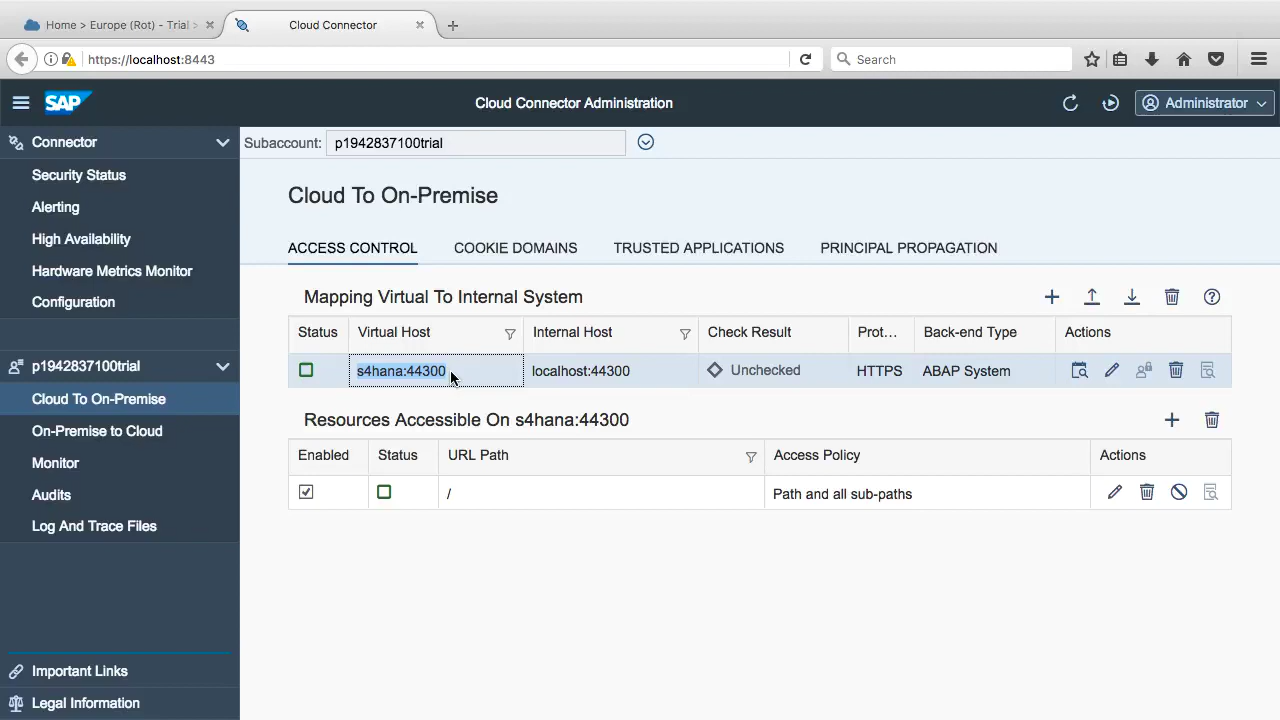 Home > Europe (Rot) - Trial >
Cloud Connector
https://localhost:8443
Search
SAP
Cloud Connector Administration
Administrator
Connector
Security Status
Alerting
High Availability
Hardware Metrics Monitor
Configuration
p1942837100trial
Cloud To On-Premise
On-Premise to Cloud
Monitor
Audits
Log And Trace Files
Important Links
Legal Information
Subaccount: p1942837100trial
Cloud To On-Premise
ACCESS CONTROL COOKIE DOMAINS TRUSTED APPLICATIONS PRINCIPAL PROPAGATION
Mapping Virtual To Internal System
Status Virtual Host Internal Host Check Result Prot... Back-end Type Actions
s4hana:44300 localhost:44300 Unchecked HTTPS ABAP System
Resources Accessible On s4hana:44300
Enabled Status URL Path Access Policy Actions
/ Path and all sub-paths